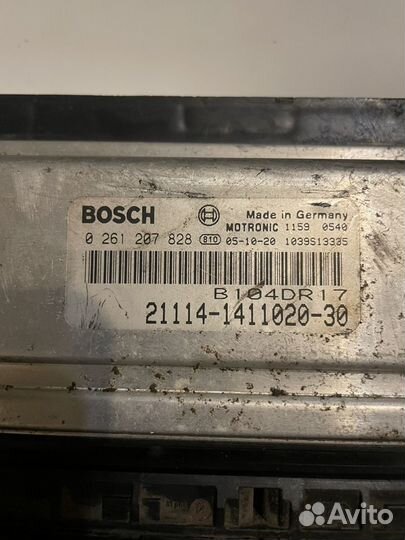 BOSCH Made in Germany
MOTRONIC 1159 0540
0 261 207 828 810 05-10-20 1039S13335
B104DR17
21114-1411020-30
Avito